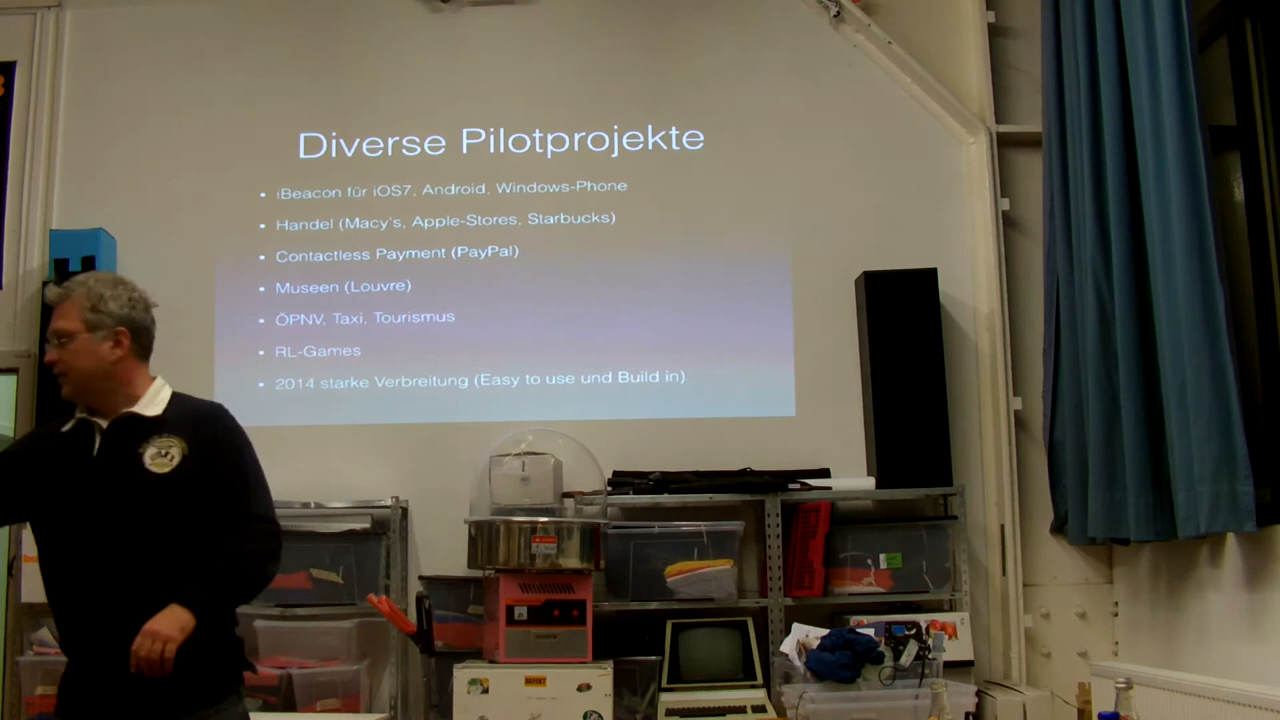 Diverse Pilotprojekte
• iBeacon für iOS7, Android, Windows-Phone
• Handel (Macy's, Apple-Stores, Starbucks)
• Contactless Payment (PayPal)
• Museen (Louvre)
• ÖPNV, Taxi, Tourismus
• RL-Games
• 2014 starke Verbreitung (Easy to use und Build in)
DEFEKT